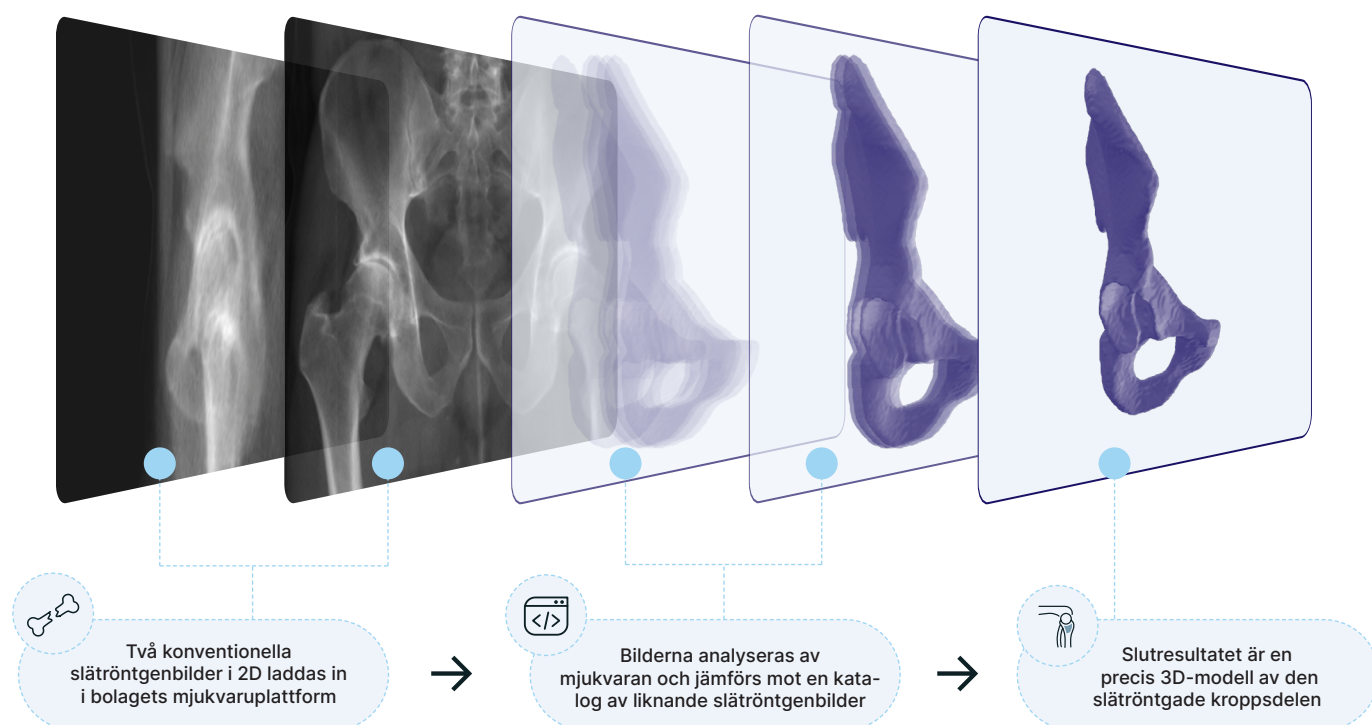 Två konventionella
slätröntgenbilder i 2D laddas in
i bolagets mjukvaruplattform
Bilderna analyseras av
mjukvaran och jämförs mot en kata-
log av liknande slätröntgenbilder
Slutresultatet är en
precis 3D-modell av den
slätröntgade kroppsdelen